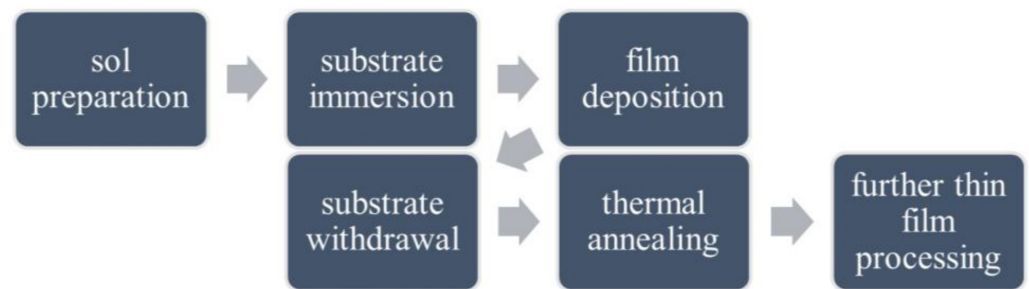 sol
preparation
substrate
immersion
film
deposition
substrate
withdrawal
thermal
annealing
further thin
film
processing